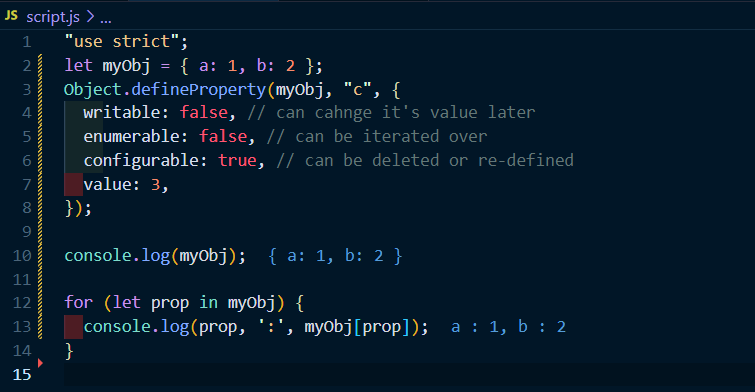 JS script.js > ...
1 "use strict";
2 let myObj = { a: 1, b: 2 };
3 Object.defineProperty(myObj, "c", {
4 writable: false, // can cahnge it's value later
5 enumerable: false, // can be iterated over
6 configurable: true, // can be deleted or re-defined
7 value: 3,
8 });
9
10 console.log(myObj); { a: 1, b: 2 }
11
12 for (let prop in myObj) {
13 console.log(prop, ':', myObj[prop]); a : 1, b : 2
14 }
15